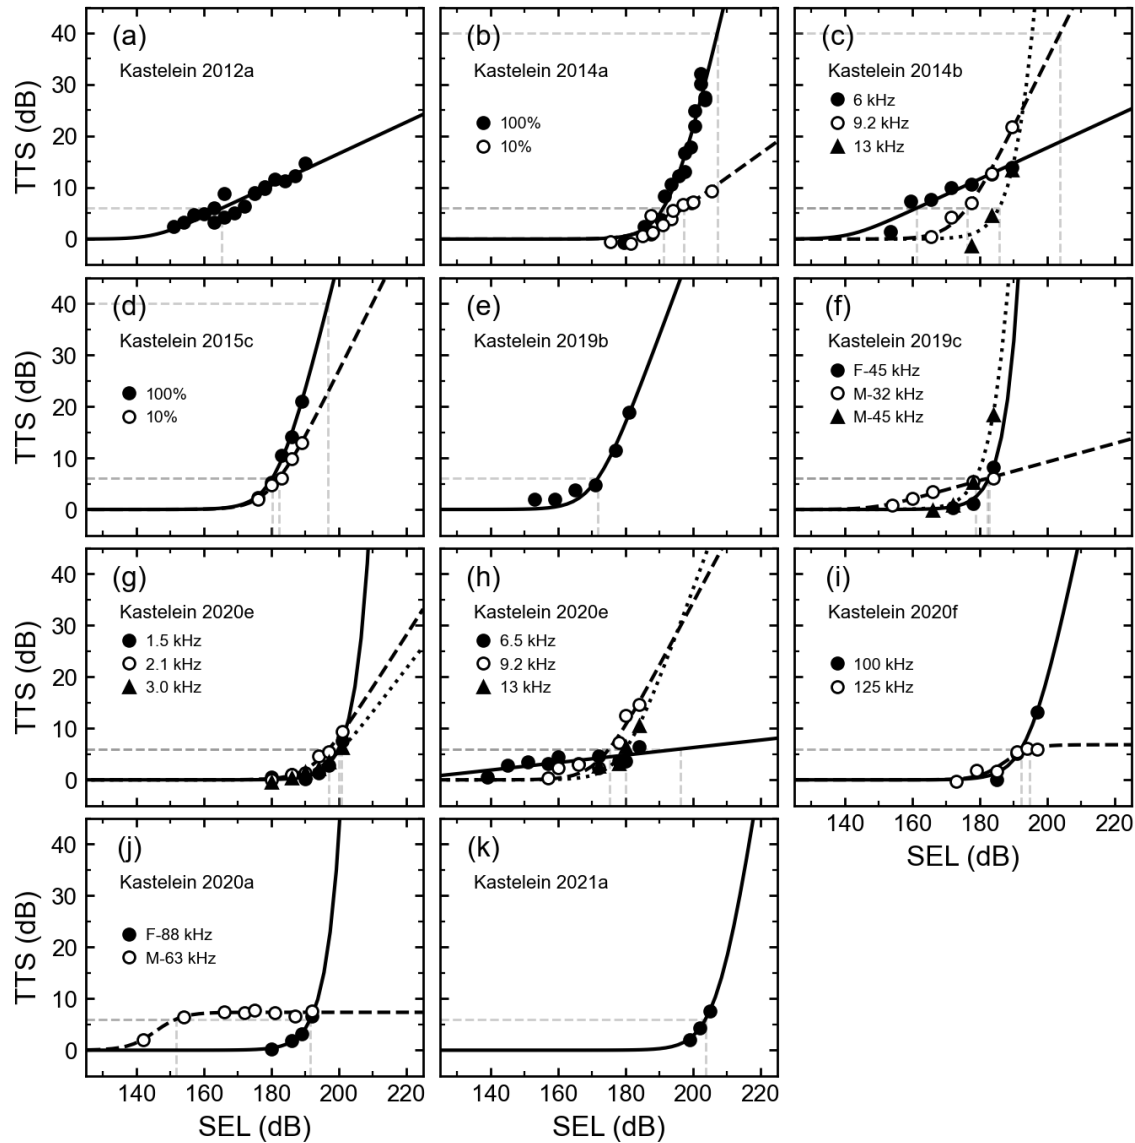 (a)
Kastelein 2012a
TTS (dB)
40
30
20
10
0
(b)
Kastelein 2014a
100%
10%
(c)
Kastelein 2014b
6 kHz
9.2 kHz
13 kHz
(d)
Kastelein 2015c
100%
10%
TTS (dB)
40
30
20
10
0
(e)
Kastelein 2019b
(f)
Kastelein 2019c
F-45 kHz
M-32 kHz
M-45 kHz
(g)
Kastelein 2020e
1.5 kHz
2.1 kHz
3.0 kHz
TTS (dB)
40
30
20
10
0
(h)
Kastelein 2020e
6.5 kHz
9.2 kHz
13 kHz
(i)
Kastelein 2020f
100 kHz
125 kHz
140 160 180 200 220
SEL (dB)
(j)
Kastelein 2020a
F-88 kHz
M-63 kHz
TTS (dB)
40
30
20
10
0
140 160 180 200 220
SEL (dB)
(k)
Kastelein 2021a
140 160 180 200 220
SEL (dB)